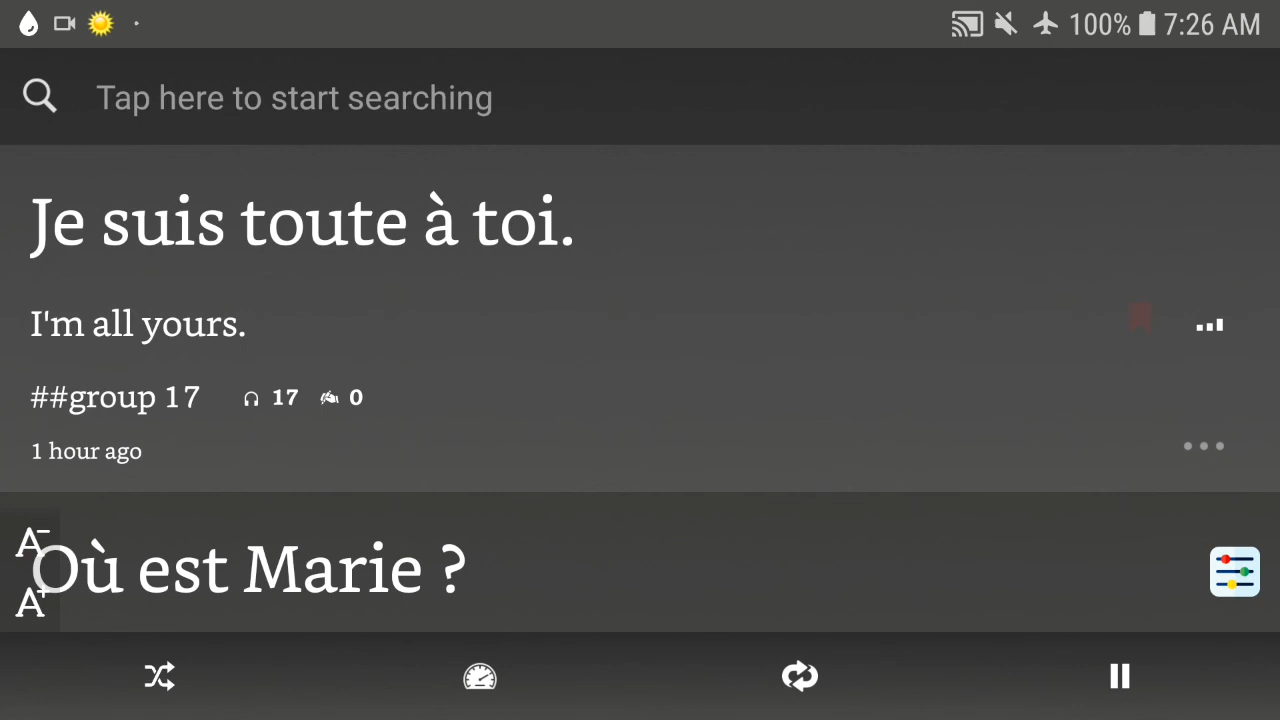 100% 7:26 AM
Tap here to start searching
Je suis toute à toi.
I'm all yours.
##group 17 17 0
1 hour ago
A-
Où est Marie ?
A+